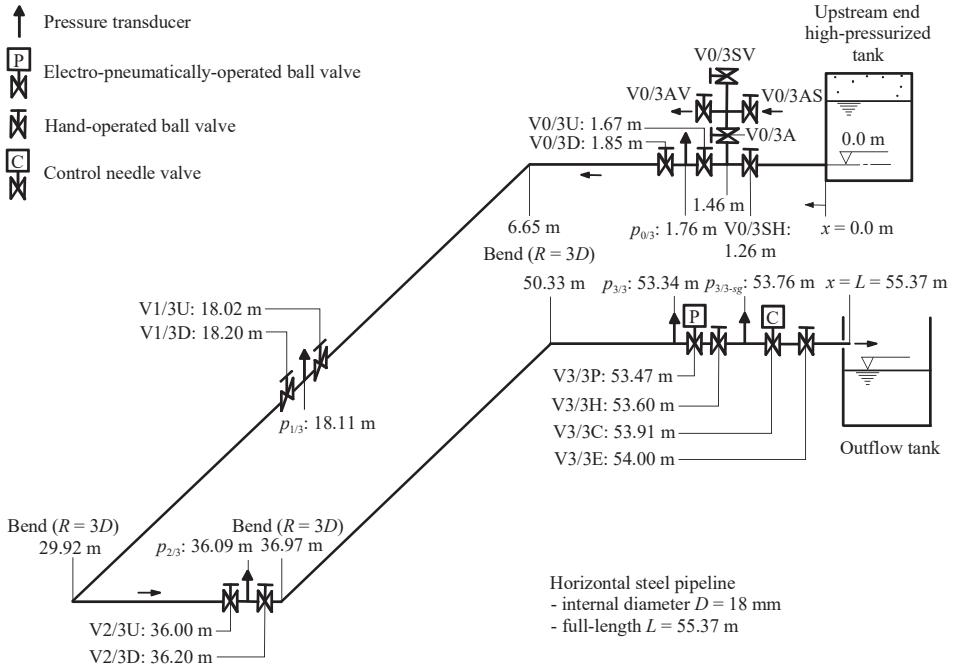 Pressure transducer
P
Electro-pneumatically-operated ball valve
Hand-operated ball valve
C
Control needle valve
Upstream end
high-pressurized
tank
V0/3SV
V0/3AV
V0/3AS
V0/3U: 1.67 m
V0/3D: 1.85 m
V0/3A
0.0 m
1.46 m
6.65 m
p0/3: 1.76 m
V0/3SH:
1.26 m
x = 0.0 m
Bend (R = 3D)
50.33 m
p3/3: 53.34 m
p3/3-sg: 53.76 m
x = L = 55.37 m
P
C
V1/3U: 18.02 m
V1/3D: 18.20 m
p1/3: 18.11 m
V3/3P: 53.47 m
V3/3H: 53.60 m
V3/3C: 53.91 m
V3/3E: 54.00 m
Outflow tank
Bend (R = 3D)
29.92 m
Bend (R = 3D)
p2/3: 36.09 m
36.97 m
V2/3U: 36.00 m
V2/3D: 36.20 m
Horizontal steel pipeline
- internal diameter D = 18 mm
- full-length L = 55.37 m